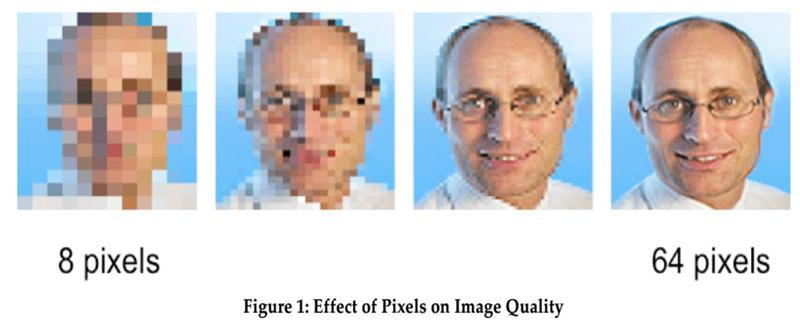 8 pixels
64 pixels
Figure 1: Effect of Pixels on Image Quality